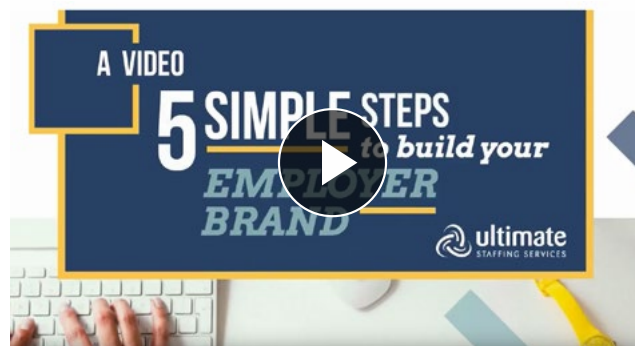 A VIDEO
5 SIMPLE STEPS
to build your
EMPLOYER
BRAND
ultimate
STAFFING SERVICES